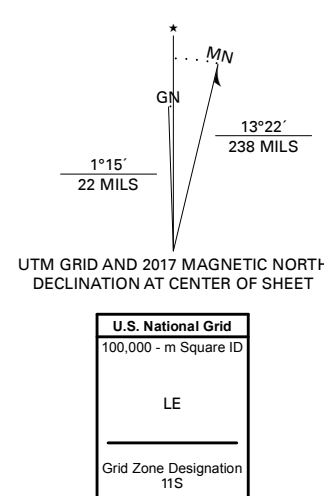 ★
MN
GN
13°22´
238 MILS
1°15´
22 MILS
UTM GRID AND 2017 MAGNETIC NORTH
DECLINATION AT CENTER OF SHEET
U.S. National Grid
100,000 - m Square ID
LE
Grid Zone Designation
11S